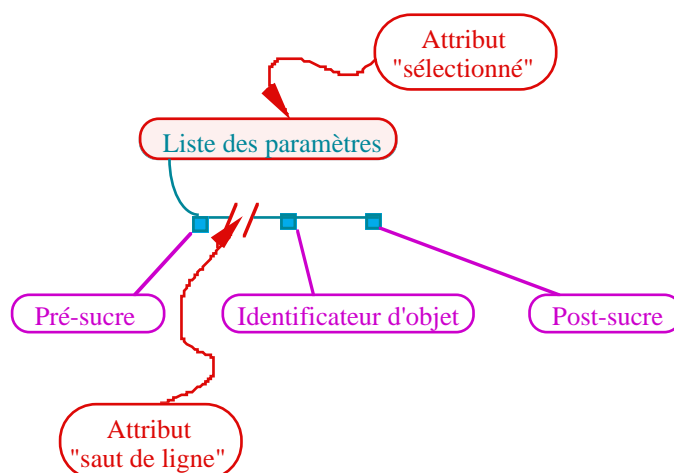 Attribut
"sélectionné"
Liste des paramètres
Pré-sucre
Identificateur d'objet
Post-sucre
Attribut
"saut de ligne"